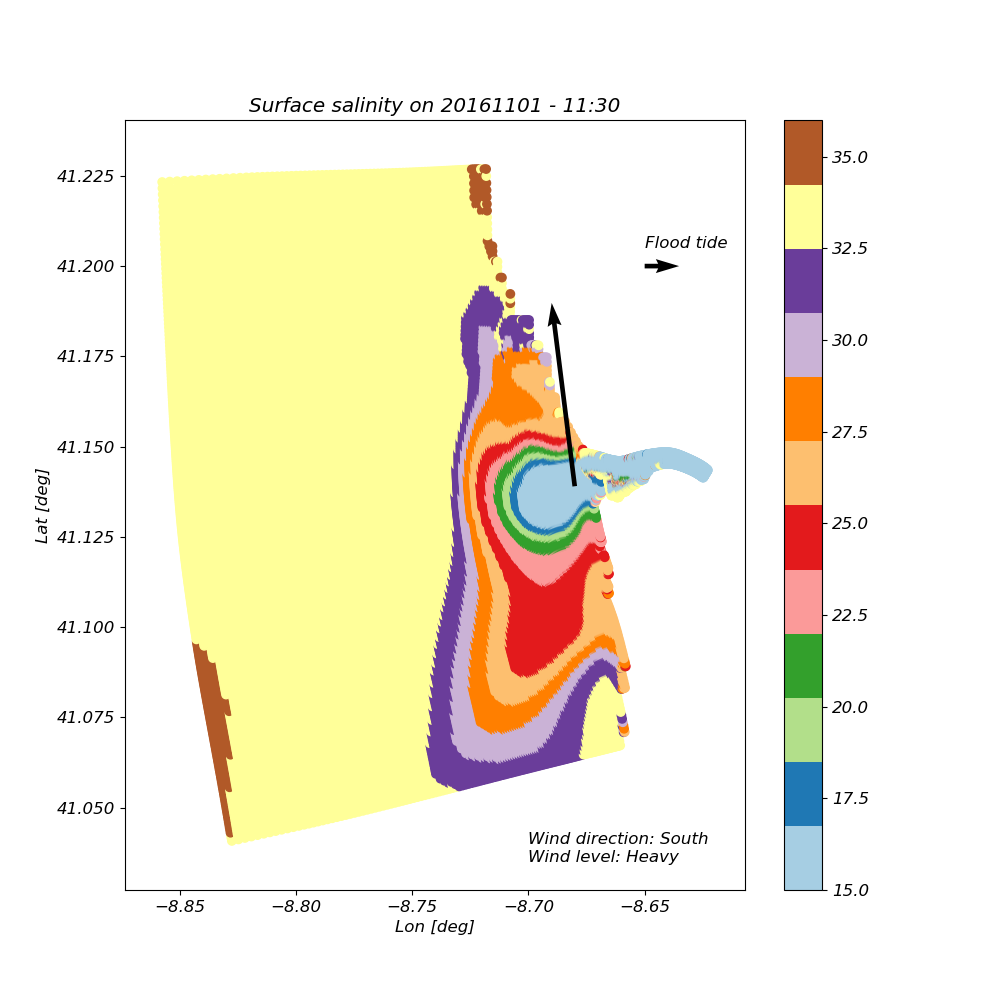 Surface salinity on 20161101 - 11:30
41.225
41.200
41.175
41.150
41.125
41.100
41.075
41.050
Lat [deg]
Flood tide
Wind direction: South
Wind level: Heavy
−8.85 −8.80 −8.75 −8.70 −8.65
Lon [deg]
35.0
32.5
30.0
27.5
25.0
22.5
20.0
17.5
15.0